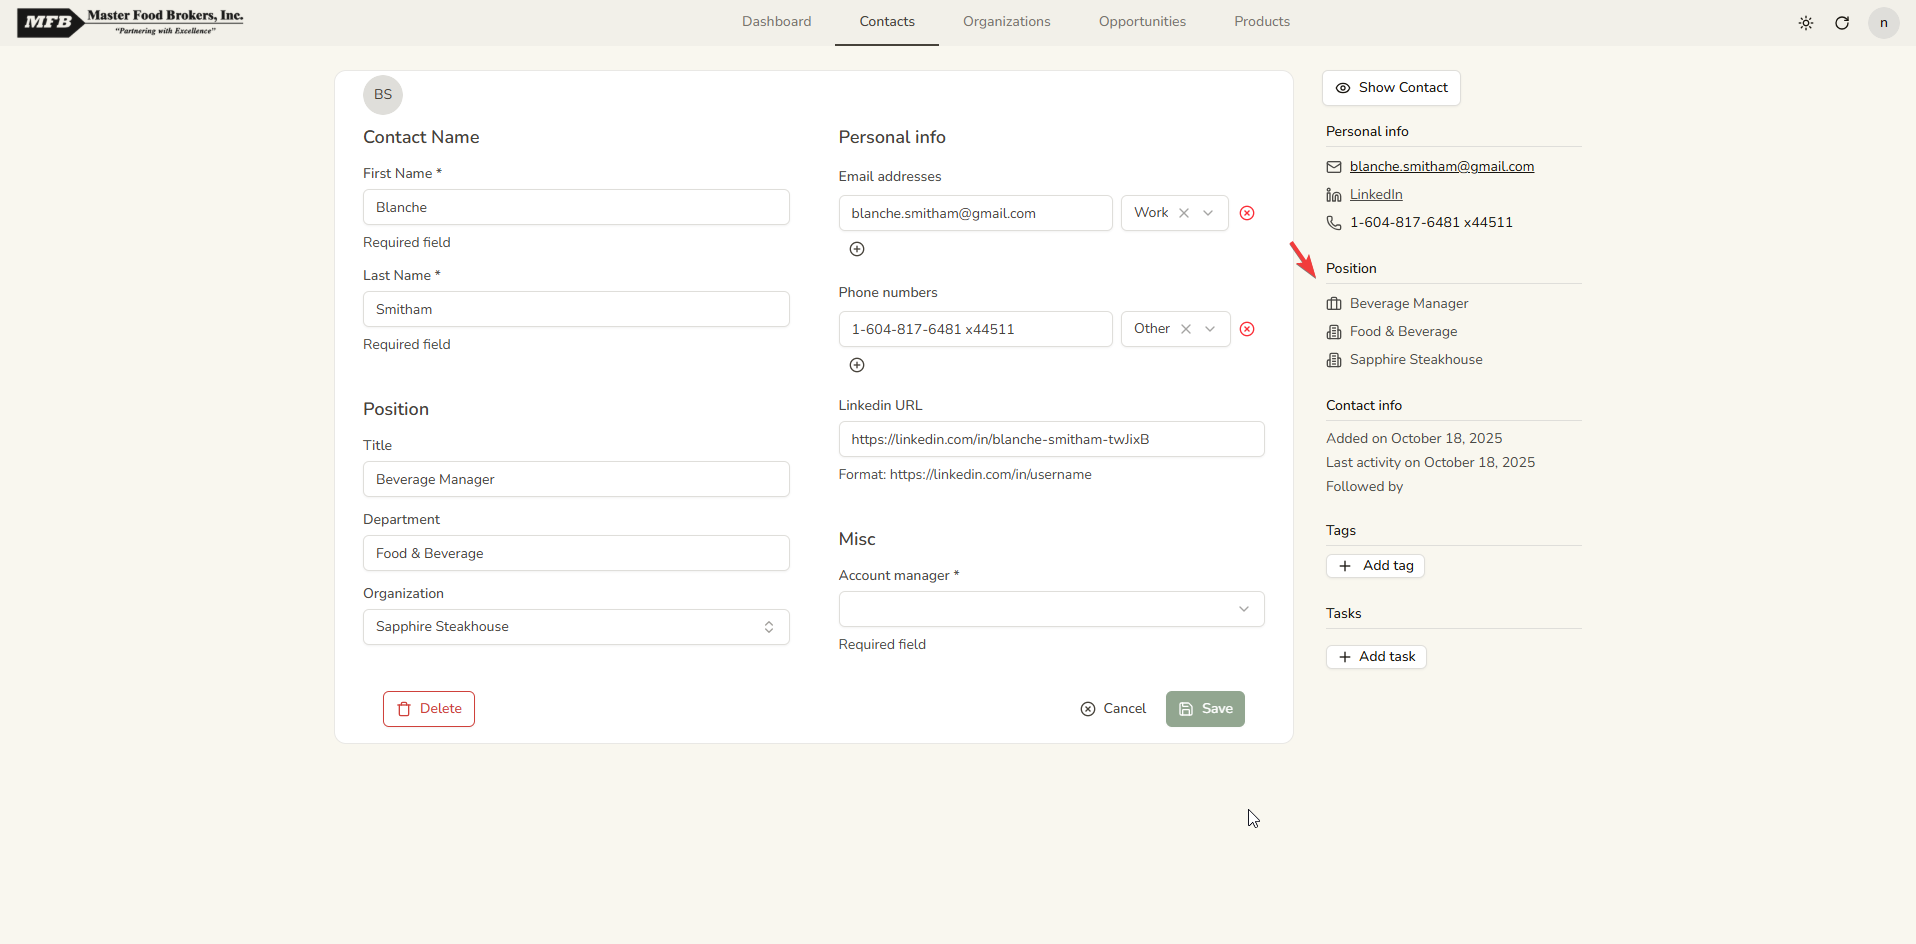 MFB Master Food Brokers, Inc.
"Partnering with Excellence"
Dashboard
Contacts
Organizations
Opportunities
Products
n
BS
Contact Name
First Name *
Blanche
Required field
Last Name *
Smitham
Required field
Position
Title
Beverage Manager
Department
Food & Beverage
Organization
Sapphire Steakhouse
Personal info
Email addresses
blanche.smitham@gmail.com
Work
Phone numbers
1-604-817-6481 x44511
Other
Linkedin URL
https://linkedin.com/in/blanche-smitham-twJixB
Format: https://linkedin.com/in/username
Misc
Account manager *
Required field
Delete
Cancel
Save
Show Contact
Personal info
blanche.smitham@gmail.com
LinkedIn
1-604-817-6481 x44511
Position
Beverage Manager
Food & Beverage
Sapphire Steakhouse
Contact info
Added on October 18, 2025
Last activity on October 18, 2025
Followed by
Tags
Add tag
Tasks
Add task